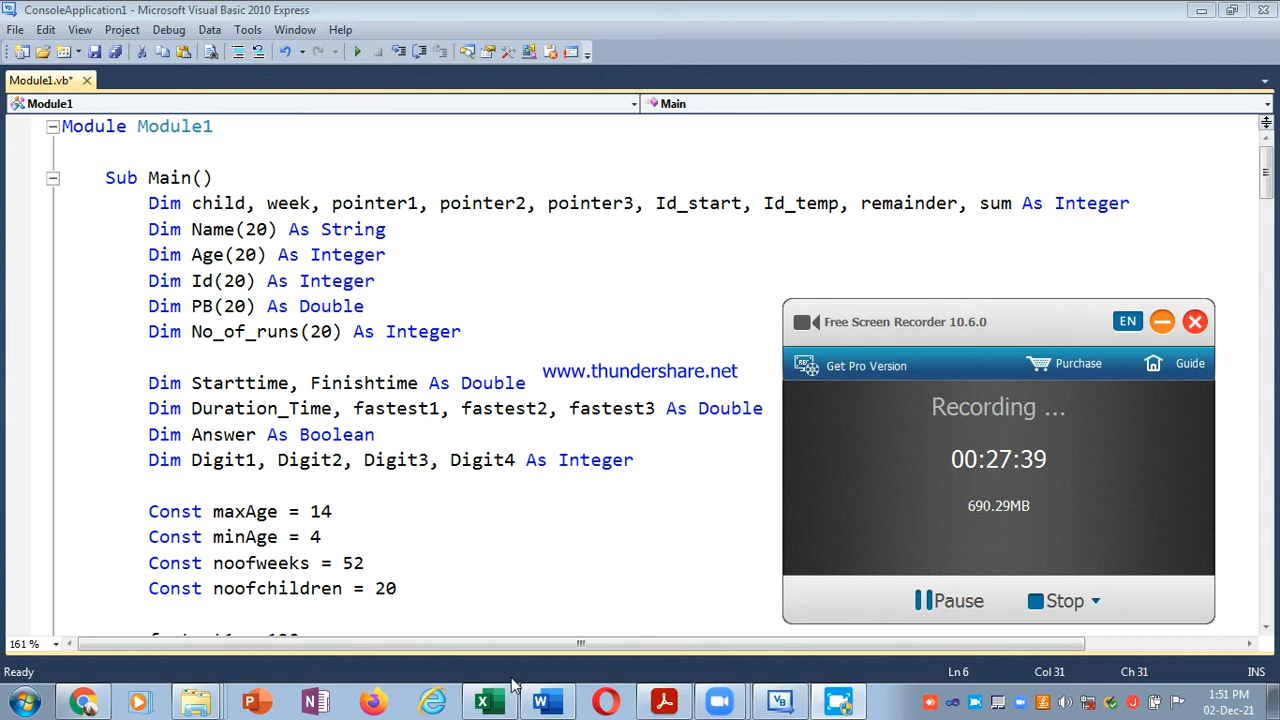 ConsoleApplication1 - Microsoft Visual Basic 2010 Express
File Edit View Project Debug Data Tools Window Help
Module1.vb*
Module1 Main
Module Module1
Sub Main()
Dim child, week, pointer1, pointer2, pointer3, Id_start, Id_temp, remainder, sum As Integer
Dim Name(20) As String
Dim Age(20) As Integer
Dim Id(20) As Integer
Dim PB(20) As Double
Dim No_of_runs(20) As Integer
Dim Starttime, Finishtime As Double
Dim Duration_Time, fastest1, fastest2, fastest3 As Double
Dim Answer As Boolean
Dim Digit1, Digit2, Digit3, Digit4 As Integer
Const maxAge = 14
Const minAge = 4
Const noofweeks = 52
Const noofchildren = 20
www.thundershare.net
Free Screen Recorder 10.6.0 EN
Get Pro Version Purchase Guide
Recording ...
00:27:39
690.29MB
Pause Stop
161 %
Ready Ln 6 Col 31 Ch 31 INS
1:51 PM
02-Dec-21